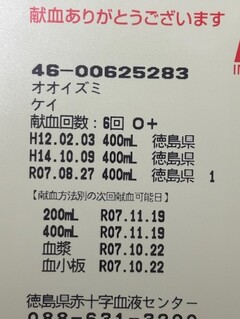 献血ありがとうございます
46-00625283
オオイズミ
ケイ
献血回数：6回 O+
H12.02.03 400mL 徳島県
H14.10.09 400mL 徳島県
R07.08.27 400mL 徳島県 1
【献血方法別の次回献血可能日】
200mL R07.11.19
400mL R07.11.19
血漿 R07.10.22
血小板 R07.10.22
徳島県赤十字血液センター
088-631-3200